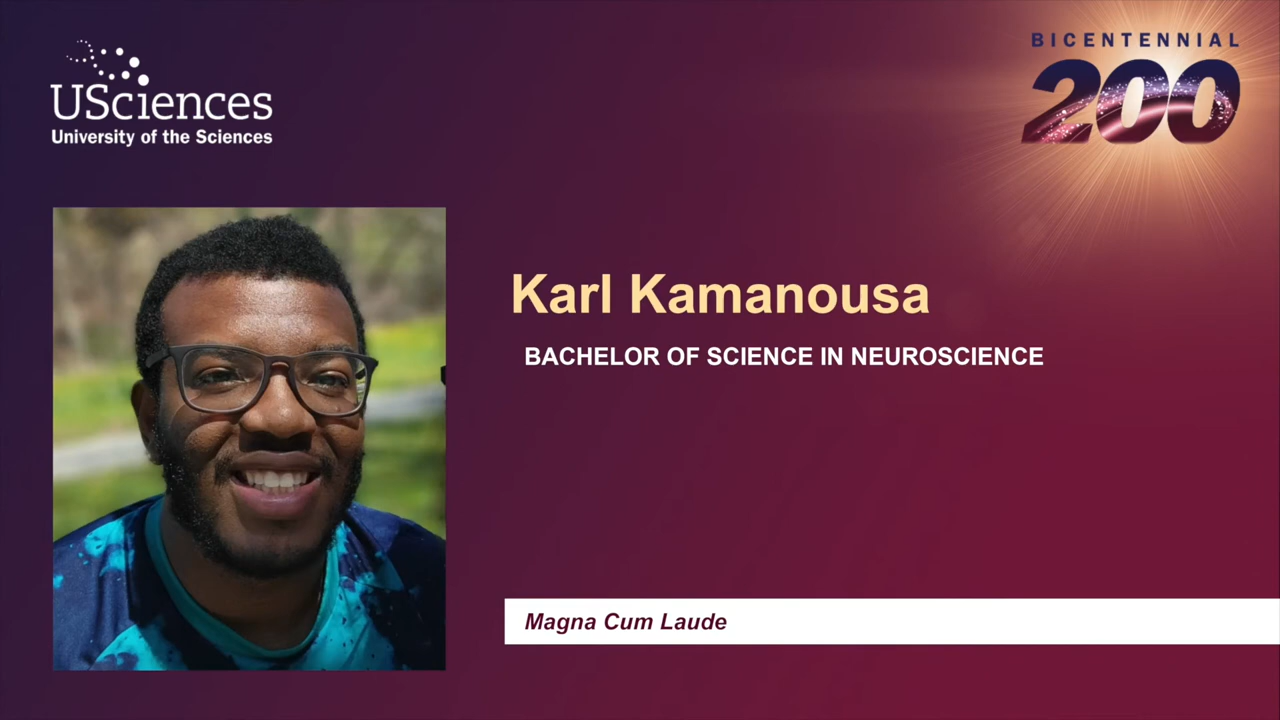 USciences
University of the Sciences
BICENTENNIAL
200
Karl Kamanousa
BACHELOR OF SCIENCE IN NEUROSCIENCE
Magna Cum Laude